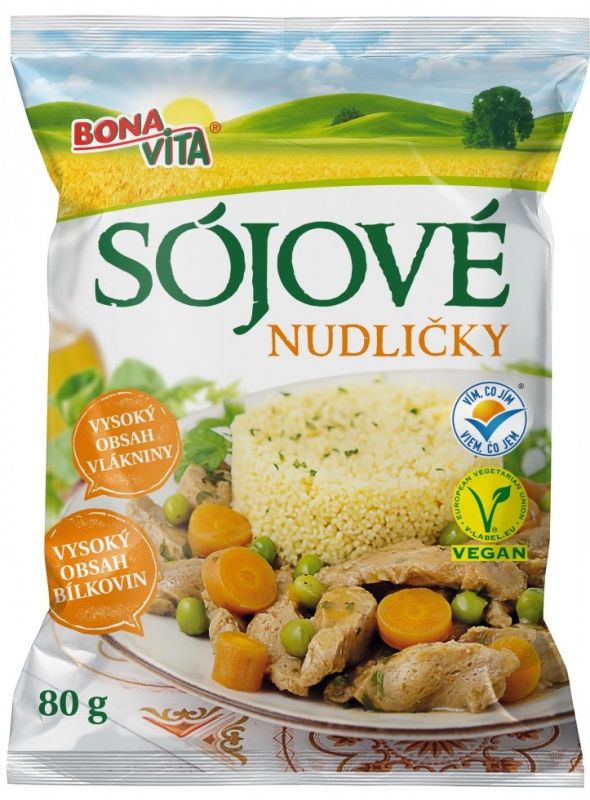 BONA
VITA ®
SÓJOVÉ
NUDLIČKY
VYSOKÝ
OBSAH
VLÁKNINY
VÍM, CO JÍM ®
VIEM, ČO JEM
EUROPEAN VEGETARIAN UNION
V-LABEL.EU
VEGAN
VYSOKÝ
OBSAH
BÍLKOVIN
80 g